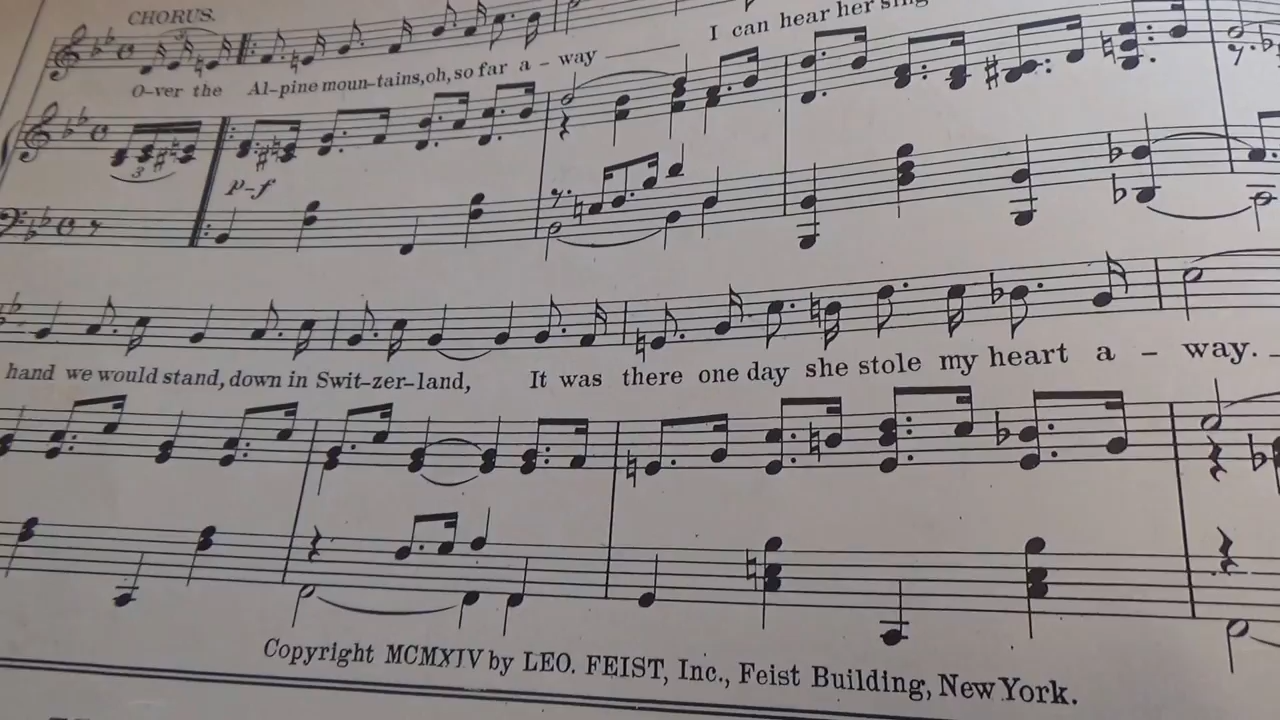 CHORUS.
I can hear her sing
O-ver the Al-pine moun-tains, oh, so far a - way
3
p-f
hand we would stand, down in Swit-zer-land, It was there one day she stole my heart a - way.
Copyright MCMXIV by LEO. FEIST, Inc., Feist Building, New York.